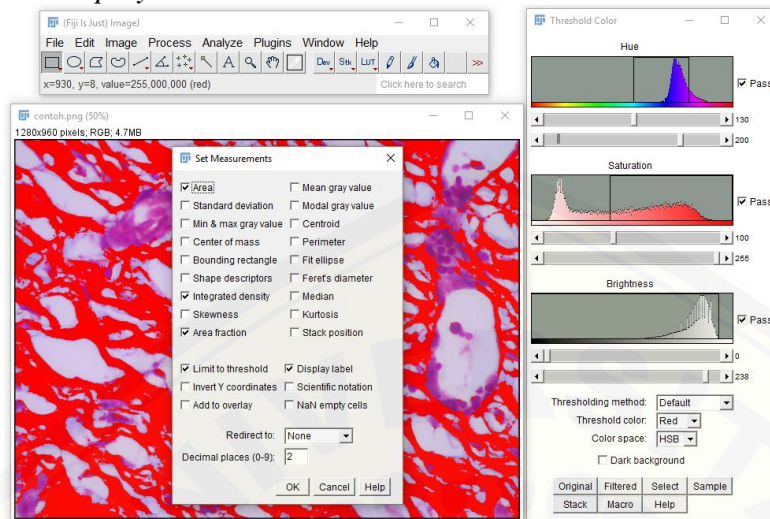 (Fiji Is Just) ImageJ
File Edit Image Process Analyze Plugins Window Help
A Dev Stk LUT >>
x=930, y=8, value=255,000,000 (red) Click here to search
contoh.png (50%)
1280x960 pixels; RGB; 4.7MB
Set Measurements
Area Mean gray value
Standard deviation Modal gray value
Min & max gray value Centroid
Center of mass Perimeter
Bounding rectangle Fit ellipse
Shape descriptors Feret's diameter
Integrated density Median
Skewness Kurtosis
Area fraction Stack position
Limit to threshold Display label
Invert Y coordinates Scientific notation
Add to overlay NaN empty cells
Redirect to: None
Decimal places (0-9): 2
OK Cancel Help
Threshold Color
Hue
Pass
130
200
Saturation
Pass
100
255
Brightness
Pass
0
238
Thresholding method: Default
Threshold color: Red
Color space: HSB
Dark background
Original Filtered Select Sample
Stack Macro Help